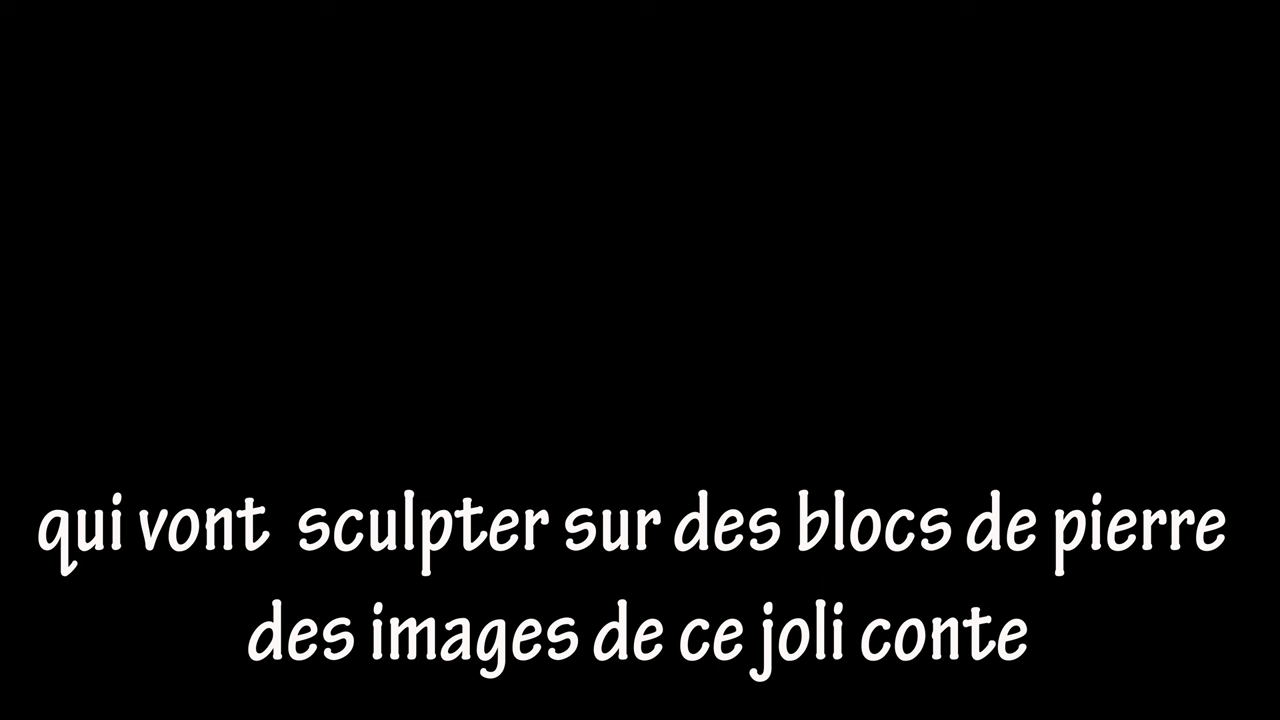 qui vont sculpter sur des blocs de pierre
des images de ce joli conte